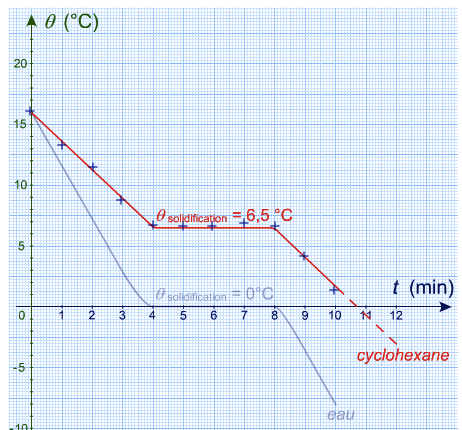 θ (°C)
20
15
10
θ solidification = 6,5 °C
5
θ solidification = 0°C
t (min)
0 1 2 3 4 5 6 7 8 9 10 11 12
cyclohexane
-5
eau
-10